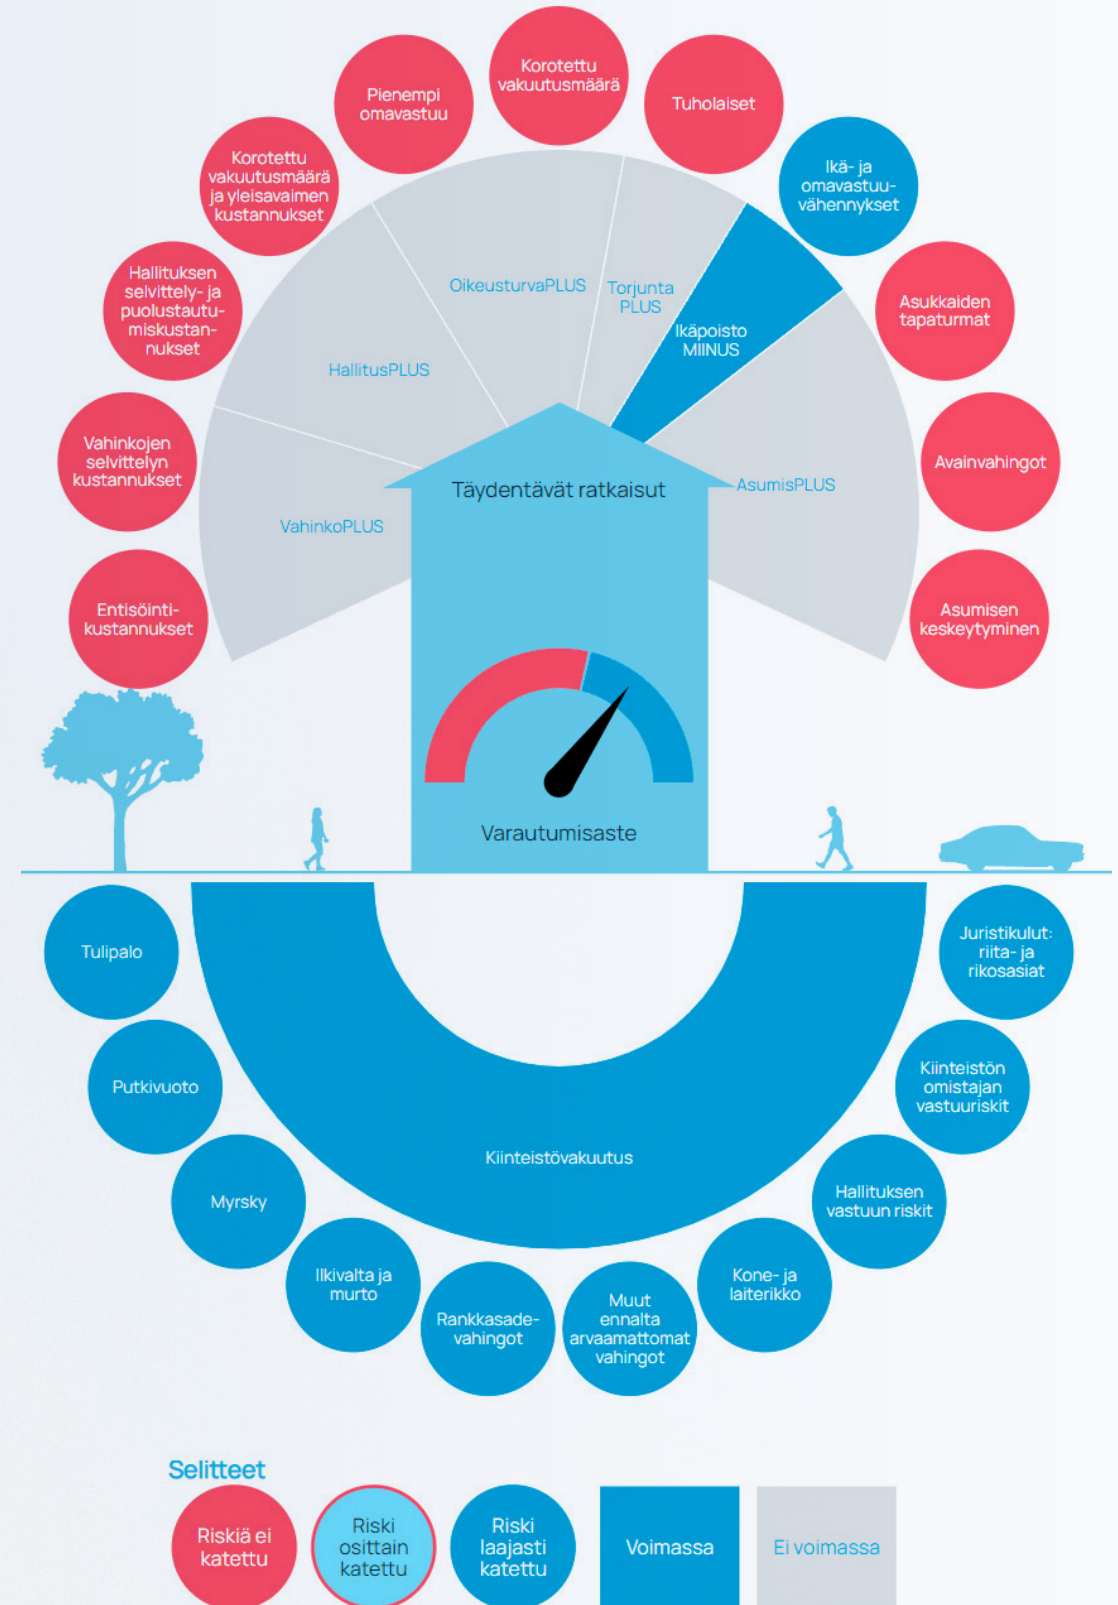 Korotettu
vakuutusmäärä
Pienempi
omavastuu
Tuholaiset
Korotettu
vakuutusmäärä
ja yleisavaimen
kustannukset
Ikä- ja
omavastuu-
vähennykset
Hallituksen
selvittely- ja
puolustautu-
miskustan-
nukset
Asukkaiden
tapaturmat
Vahinkojen
selvittelyn
kustannukset
Avainvahingot
Entisöinti-
kustannukset
Asumisen
keskeytyminen
OikeusturvaPLUS
Torjunta
PLUS
Ikäpoisto
MIINUS
HallitusPLUS
AsumisPLUS
VahinkoPLUS
Täydentävät ratkaisut
Varautumisaste
Tulipalo
Juristikulut:
riita- ja
rikosasiat
Putkivuoto
Kiinteistön
omistajan
vastuuriskit
Kiinteistövakuutus
Myrsky
Hallituksen
vastuun riskit
Ilkivalta ja
murto
Kone- ja
laiterikko
Rankkasade-
vahingot
Muut
ennalta
arvaamattomat
vahingot
Selitteet
Riskiä ei
katettu
Riski
osittain
katettu
Riski
laajasti
katettu
Voimassa
Ei voimassa